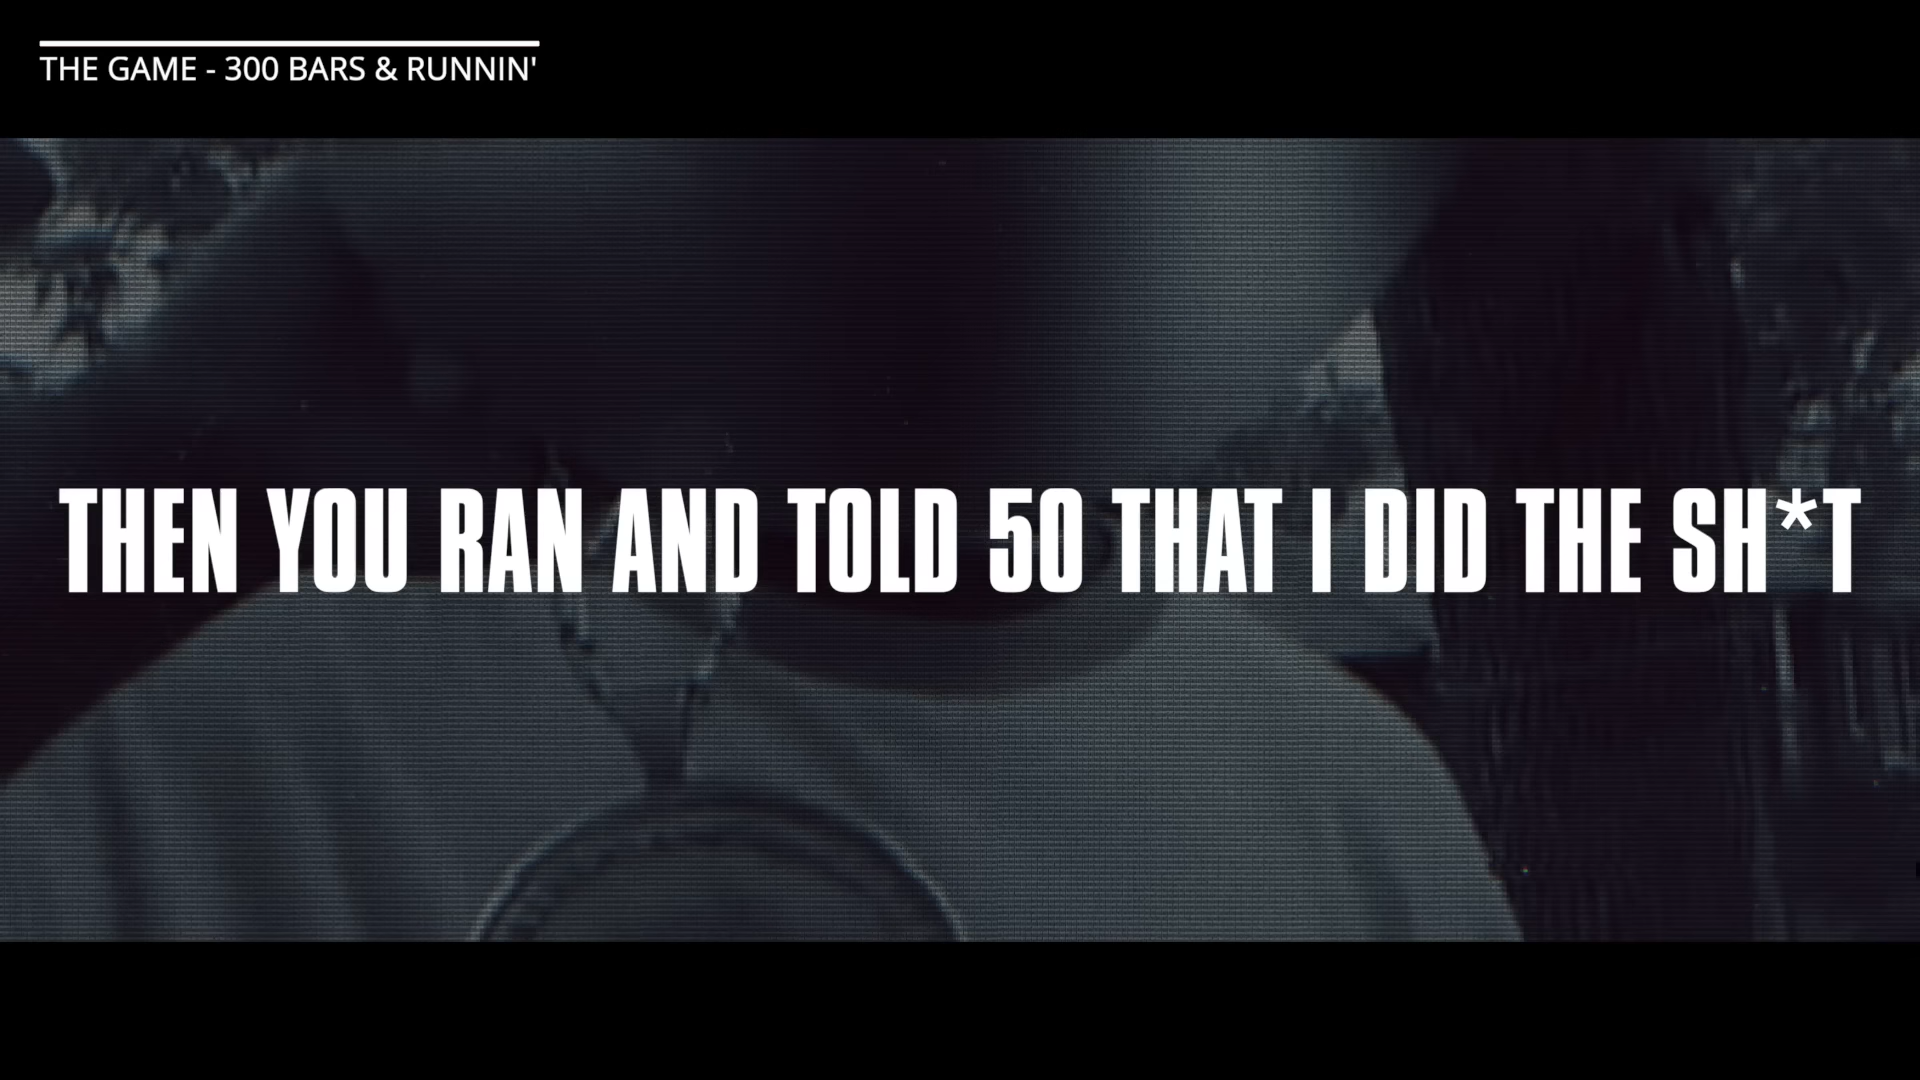 THE GAME - 300 BARS & RUNNIN'
THEN YOU RAN AND TOLD 50 THAT I DID THE SH*T